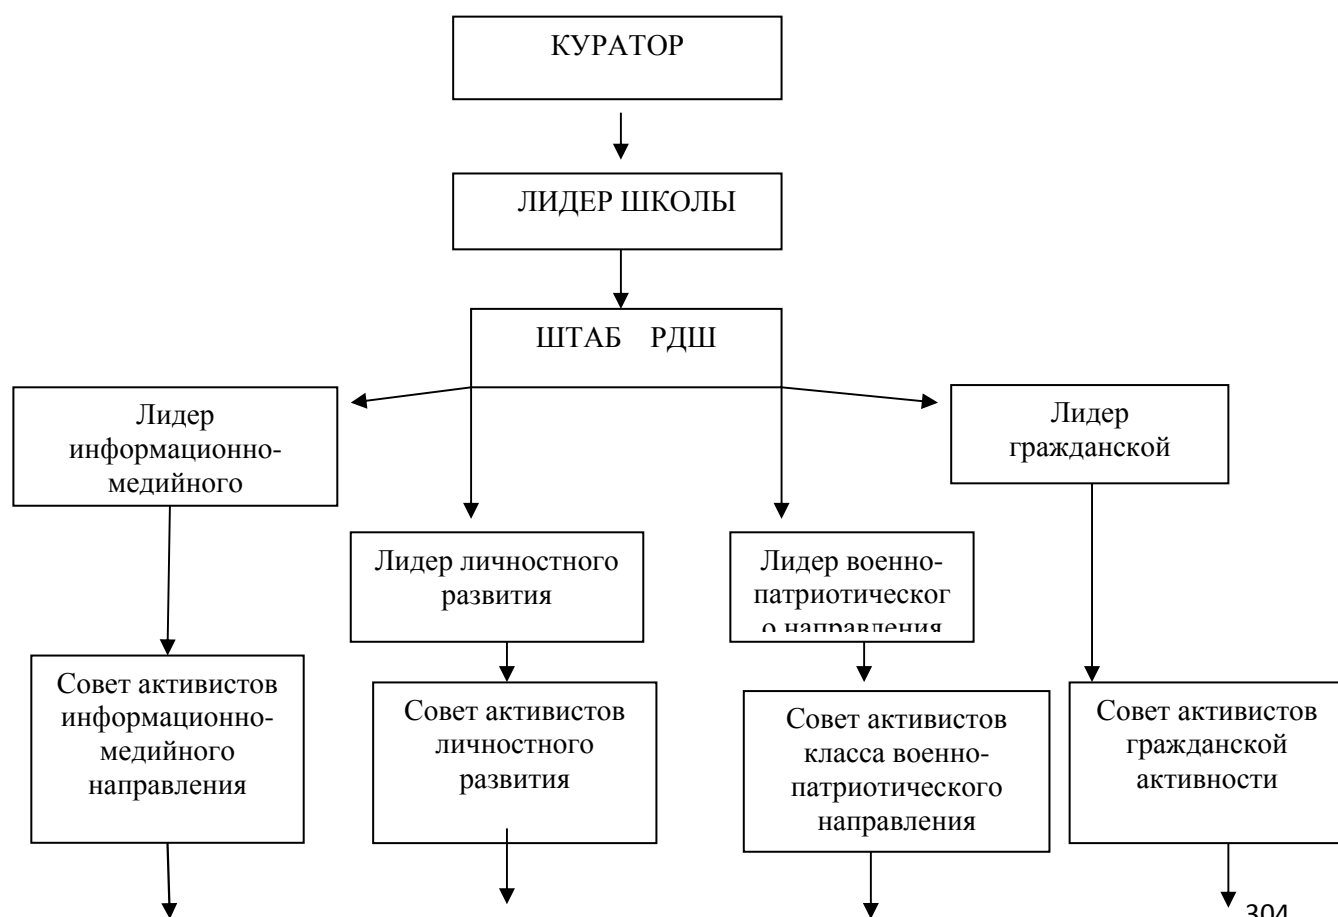 КУРАТОР
ЛИДЕР ШКОЛЫ
ШТАБ РДШ
Лидер
информационно-
медийного
Лидер
гражданской
Лидер личностного
развития
Лидер военно-
патриотическог
о направления
Совет активистов
информационно-
медийного
направления
Совет активистов
личностного
развития
Совет активистов
класса военно-
патриотического
направления
Совет активистов
гражданской
активности
304